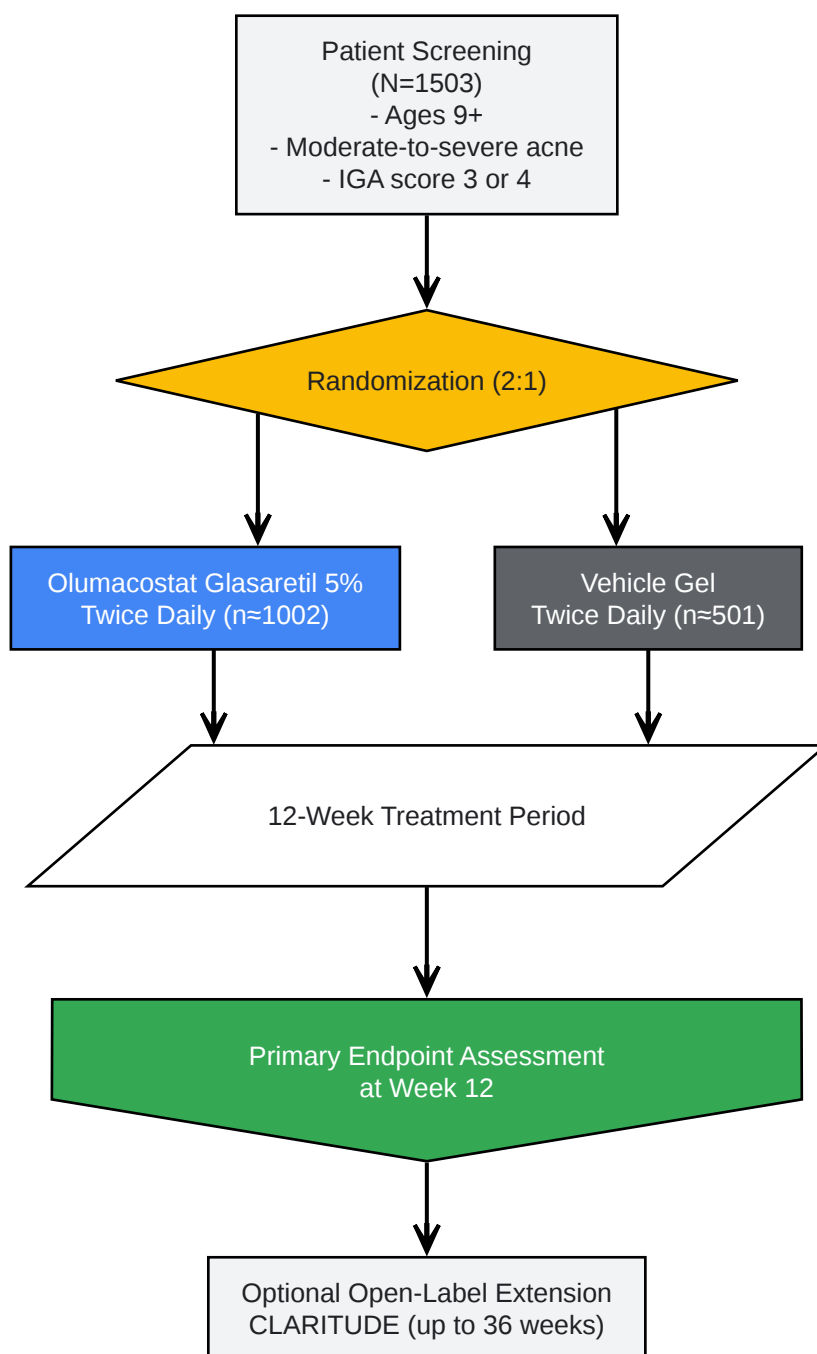 Patient Screening
(N=1503)
- Ages 9+
- Moderate-to-severe acne
- IGA score 3 or 4
Randomization (2:1)
Olumacostat Glasaretil 5%
Twice Daily (n≈1002)
Vehicle Gel
Twice Daily (n≈501)
12-Week Treatment Period
Primary Endpoint Assessment
at Week 12
Optional Open-Label Extension
CLARITUDE (up to 36 weeks)